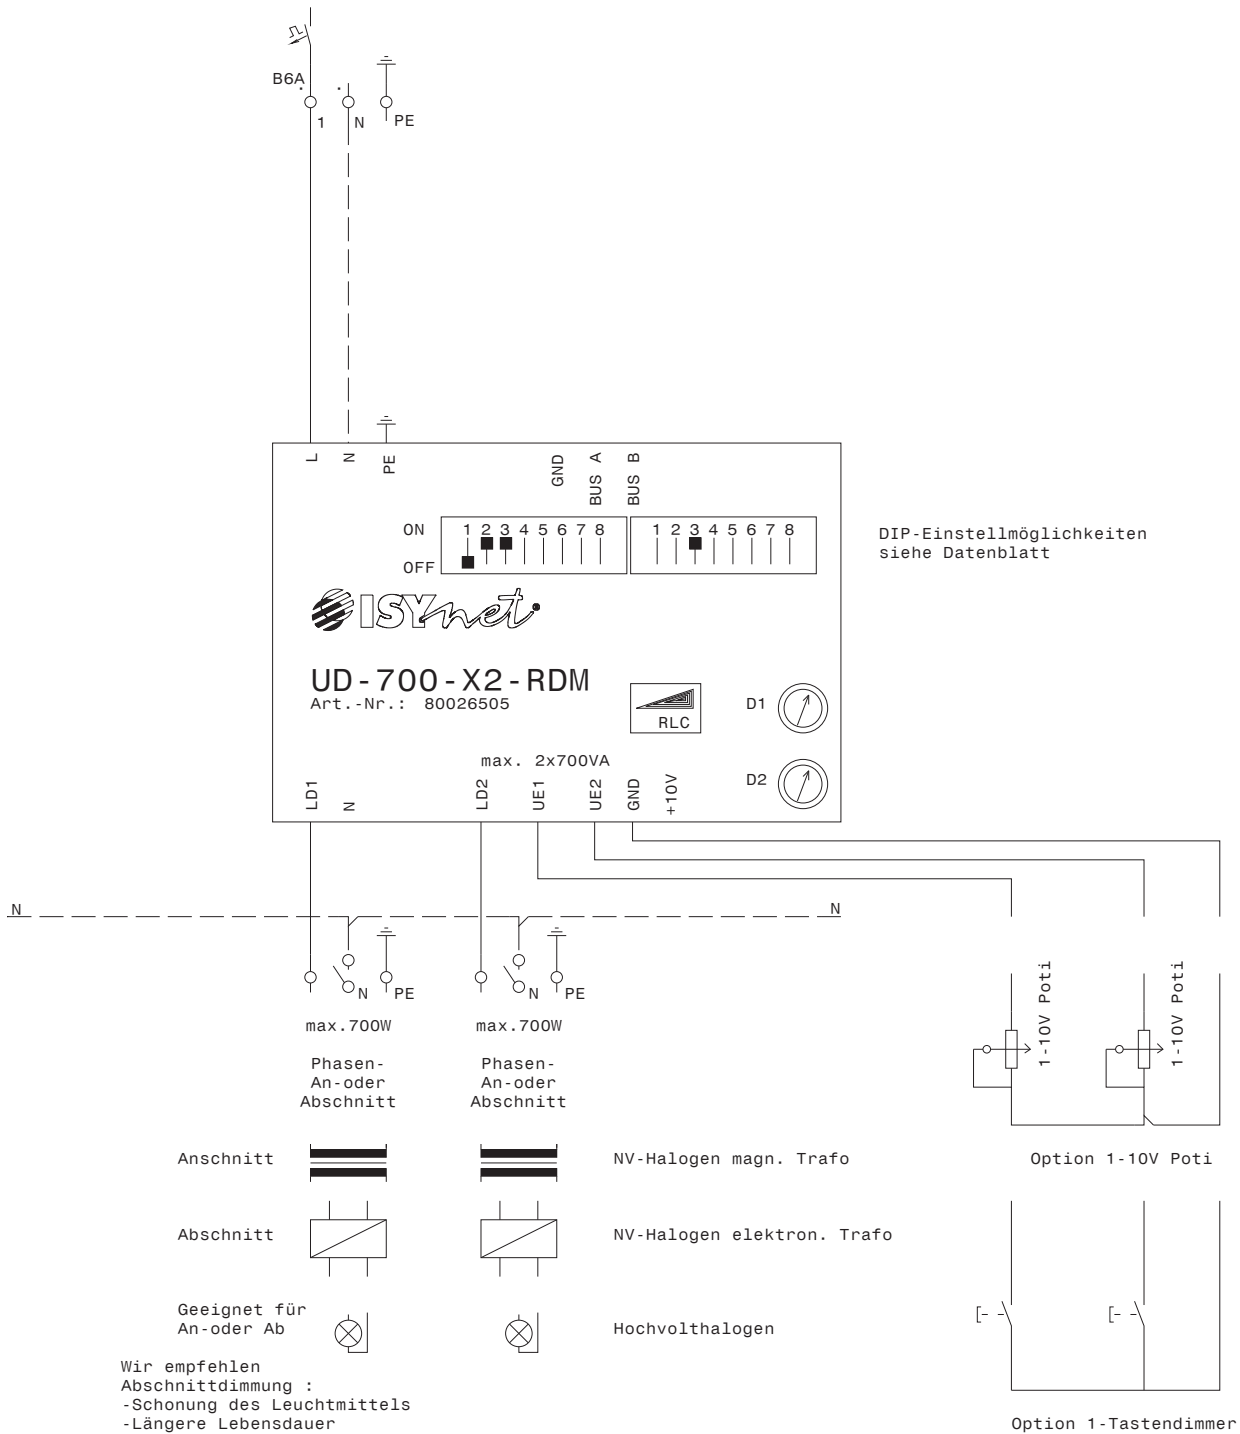 B6A
1
N
PE
L
N
PE
GND
BUS A
BUS B
ON
1 2 3 4 5 6 7 8
1 2 3 4 5 6 7 8
OFF
DIP-Einstellmöglichkeiten
siehe Datenblatt
ISYnet®
UD-700-X2-RDM
Art.-Nr.: 80026505
RLC
D1
D2
max. 2x700VA
LD1
N
LD2
UE1
UE2
GND
+10V
N
N
N
PE
N
PE
max.700W
max.700W
Phasen-
An-oder
Abschnitt
Phasen-
An-oder
Abschnitt
1-10V Poti
1-10V Poti
Anschnitt
NV-Halogen magn. Trafo
Option 1-10V Poti
Abschnitt
NV-Halogen elektron. Trafo
Geeignet für
An-oder Ab
Hochvolthalogen
Wir empfehlen
Abschnittdimmung :
-Schonung des Leuchtmittels
-Längere Lebensdauer
Option 1-Tastendimmer